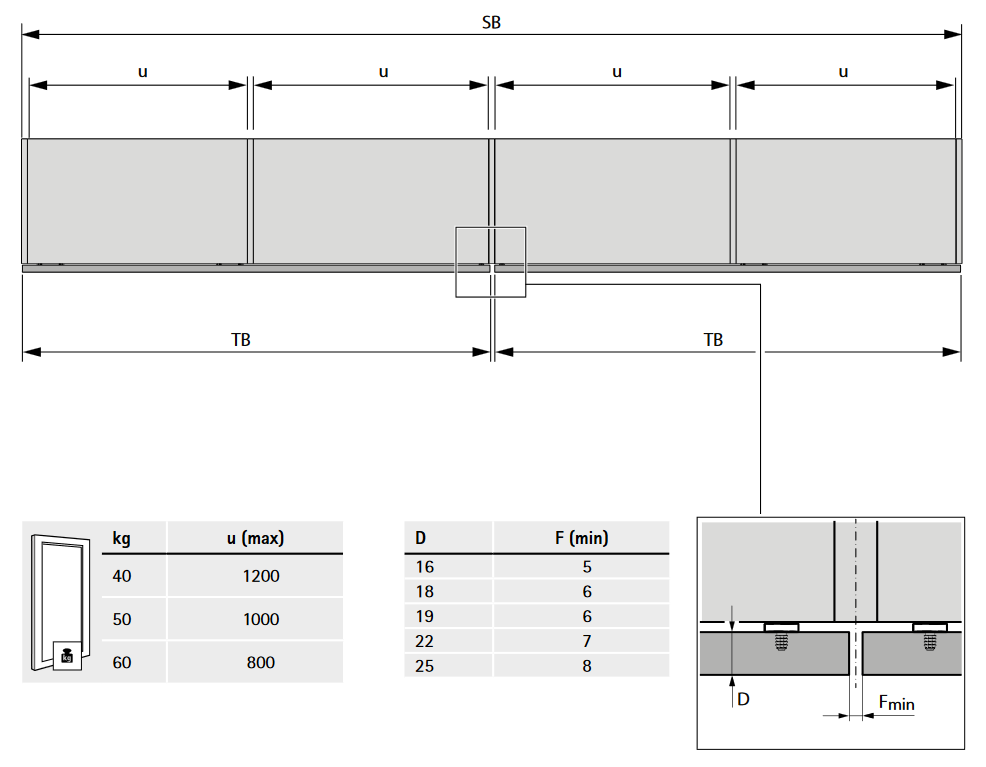 SB
u u u u
TB TB
kg u (max)
40 1200
50 1000
60 800
kg
D F (min)
16 5
18 6
19 6
22 7
25 8
D
Fmin